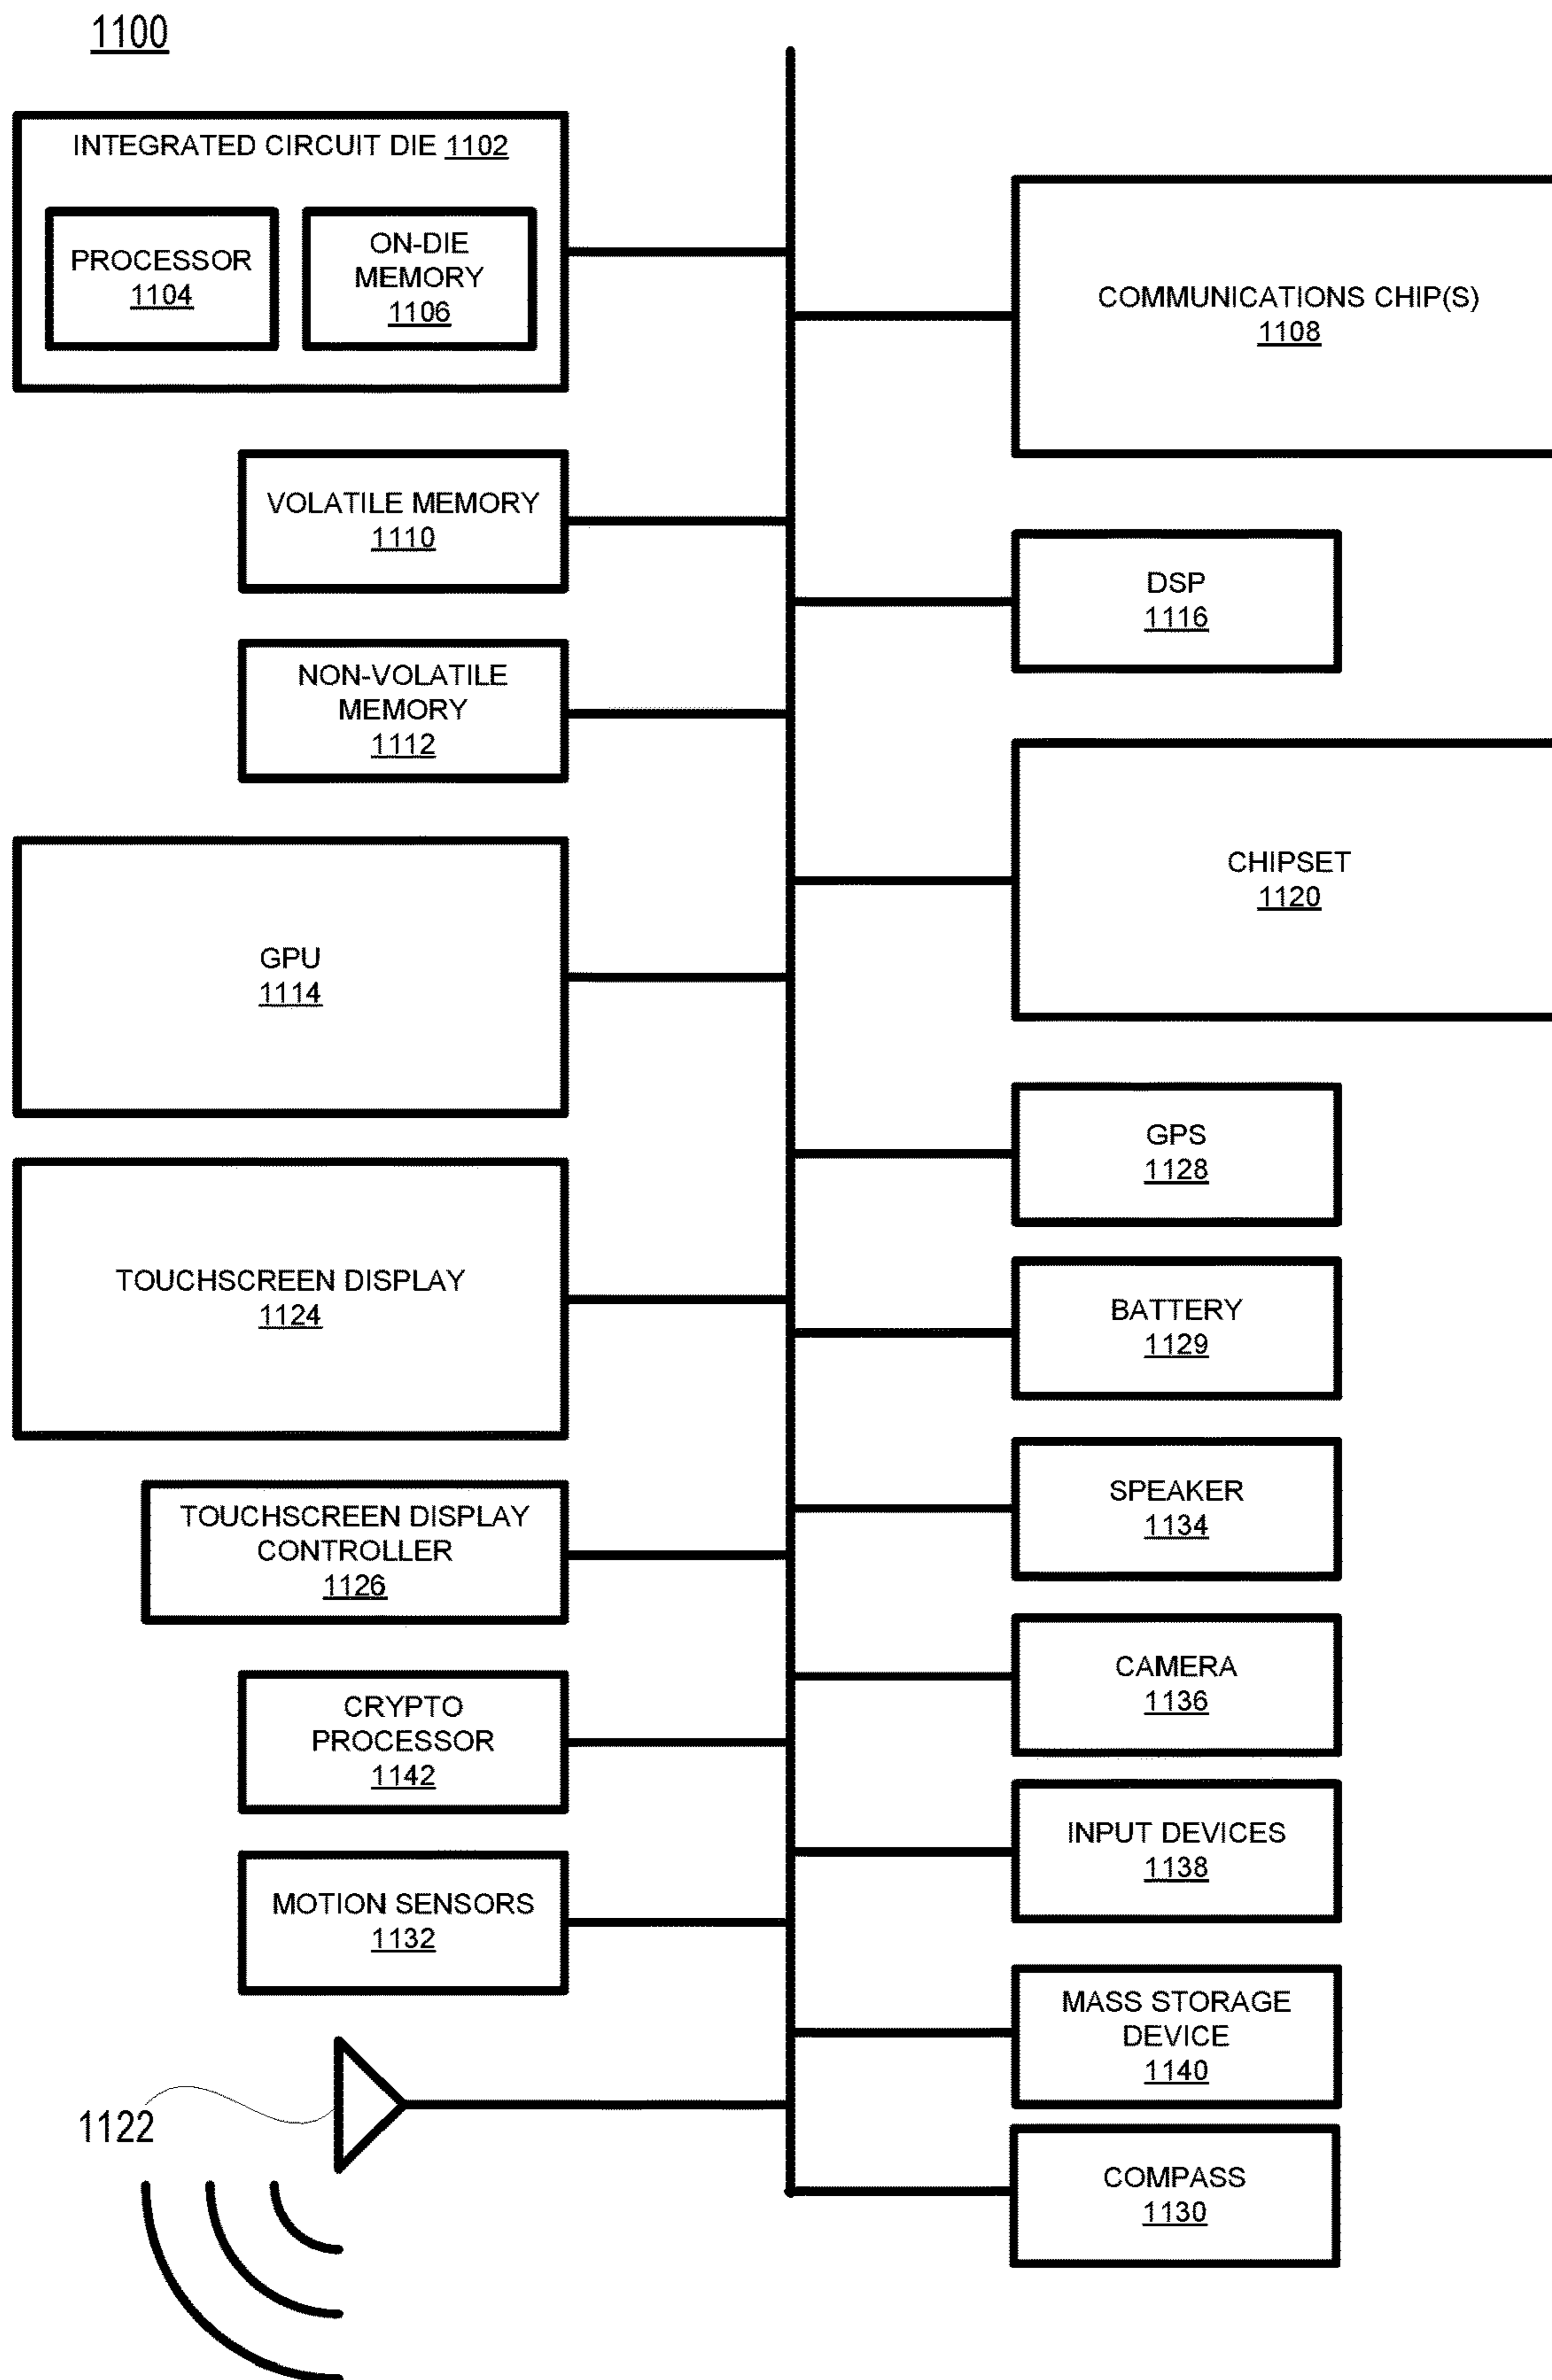 1100
INTEGRATED CIRCUIT DIE 1102
PROCESSOR
1104
ON-DIE
MEMORY
1106
COMMUNICATIONS CHIP(S)
1108
VOLATILE MEMORY
1110
DSP
1116
NON-VOLATILE
MEMORY
1112
CHIPSET
1120
GPU
1114
GPS
1128
TOUCHSCREEN DISPLAY
1124
BATTERY
1129
SPEAKER
1134
TOUCHSCREEN DISPLAY
CONTROLLER
1126
CAMERA
1136
CRYPTO
PROCESSOR
1142
INPUT DEVICES
1138
MOTION SENSORS
1132
MASS STORAGE
DEVICE
1140
1122
COMPASS
1130